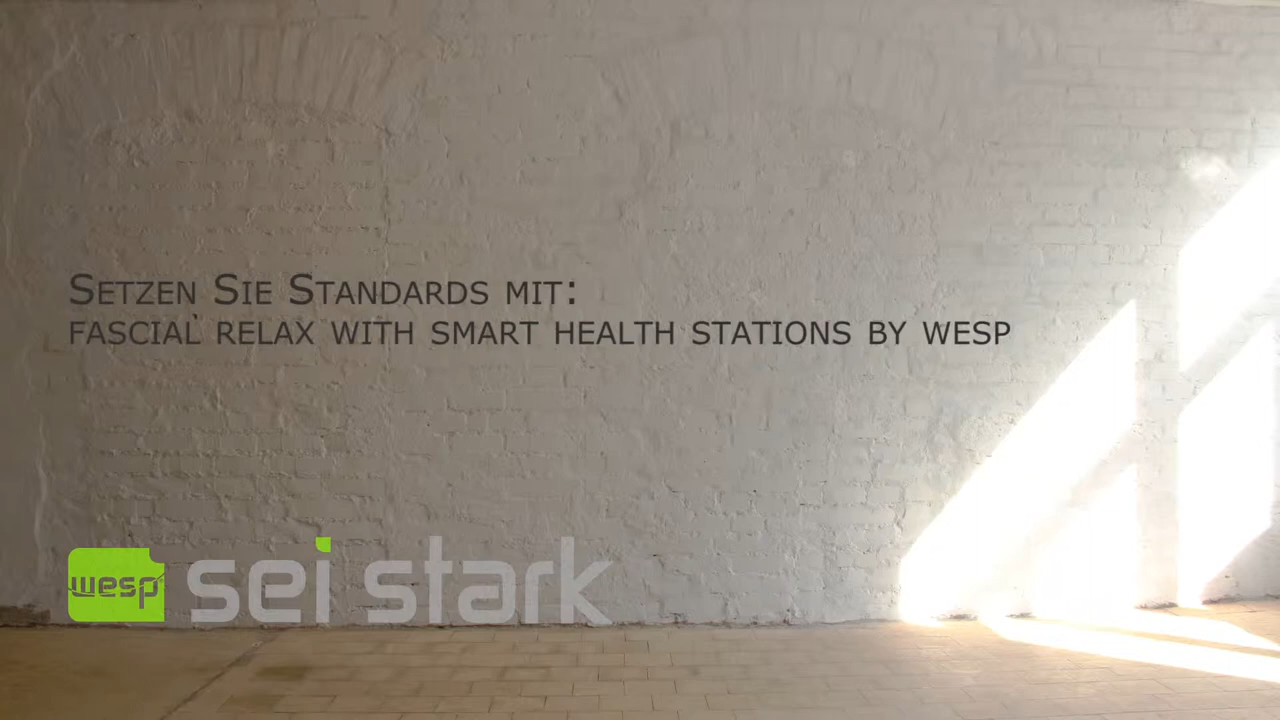 Setzen Sie Standards mit:
fascial relax with smart health stations by wesp
wesp sei stark